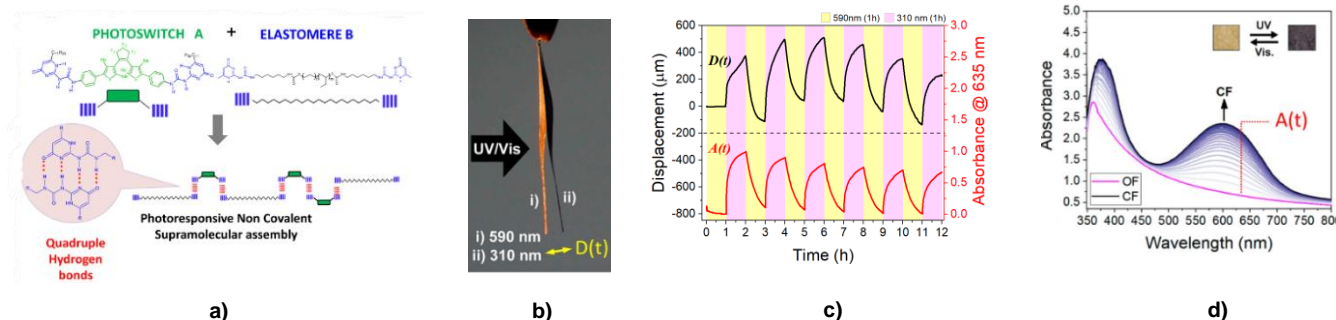 PHOTOSWITCH A + ELASTOMERE B
Quadruple
Hydrogen
bonds
Photoresponsive Non Covalent
Supramolecular assembly
a)
UV/Vis
i)
ii)
i) 590 nm
ii) 310 nm
D(t)
b)
590nm (1h) 310 nm (1h)
Displacement (μm)
800
600
400
200
0
-200
-400
-600
-800
D(t)
A(t)
0 1 2 3 4 5 6 7 8 9 10 11 12
Time (h)
3.0
2.5
2.0
1.5
1.0
0.5
0.0
Absorbance @ 635 nm
c)
Absorbance
5.0
4.5
4.0
3.5
3.0
2.5
2.0
1.5
1.0
0.5
UV
Vis.
CF
A(t)
OF
CF
350 400 450 500 550 600 650 700 750 800
Wavelength (nm)
d)